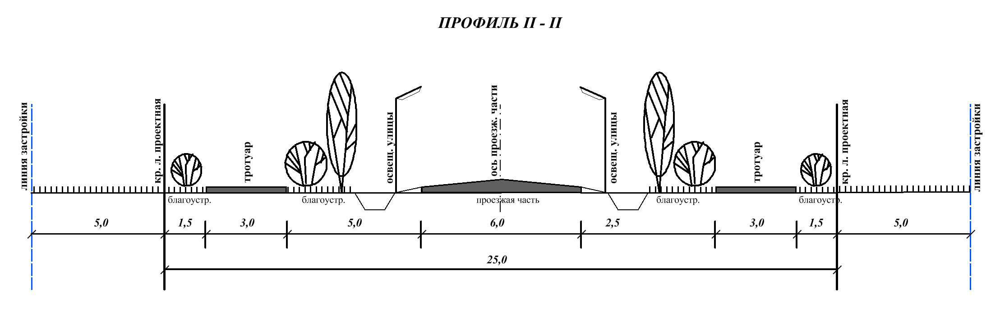 ПРОФИЛЬ II - II
линия застройки
кр. л. проектная
тротуар
освещ. улицы
ось проезж. части
освещ. улицы
тротуар
кр. л. проектная
линия застройки
благоустр.
благоустр.
проезжая часть
благоустр.
благоустр.
5,0
1,5
3,0
5,0
6,0
2,5
3,0
1,5
5,0
25,0